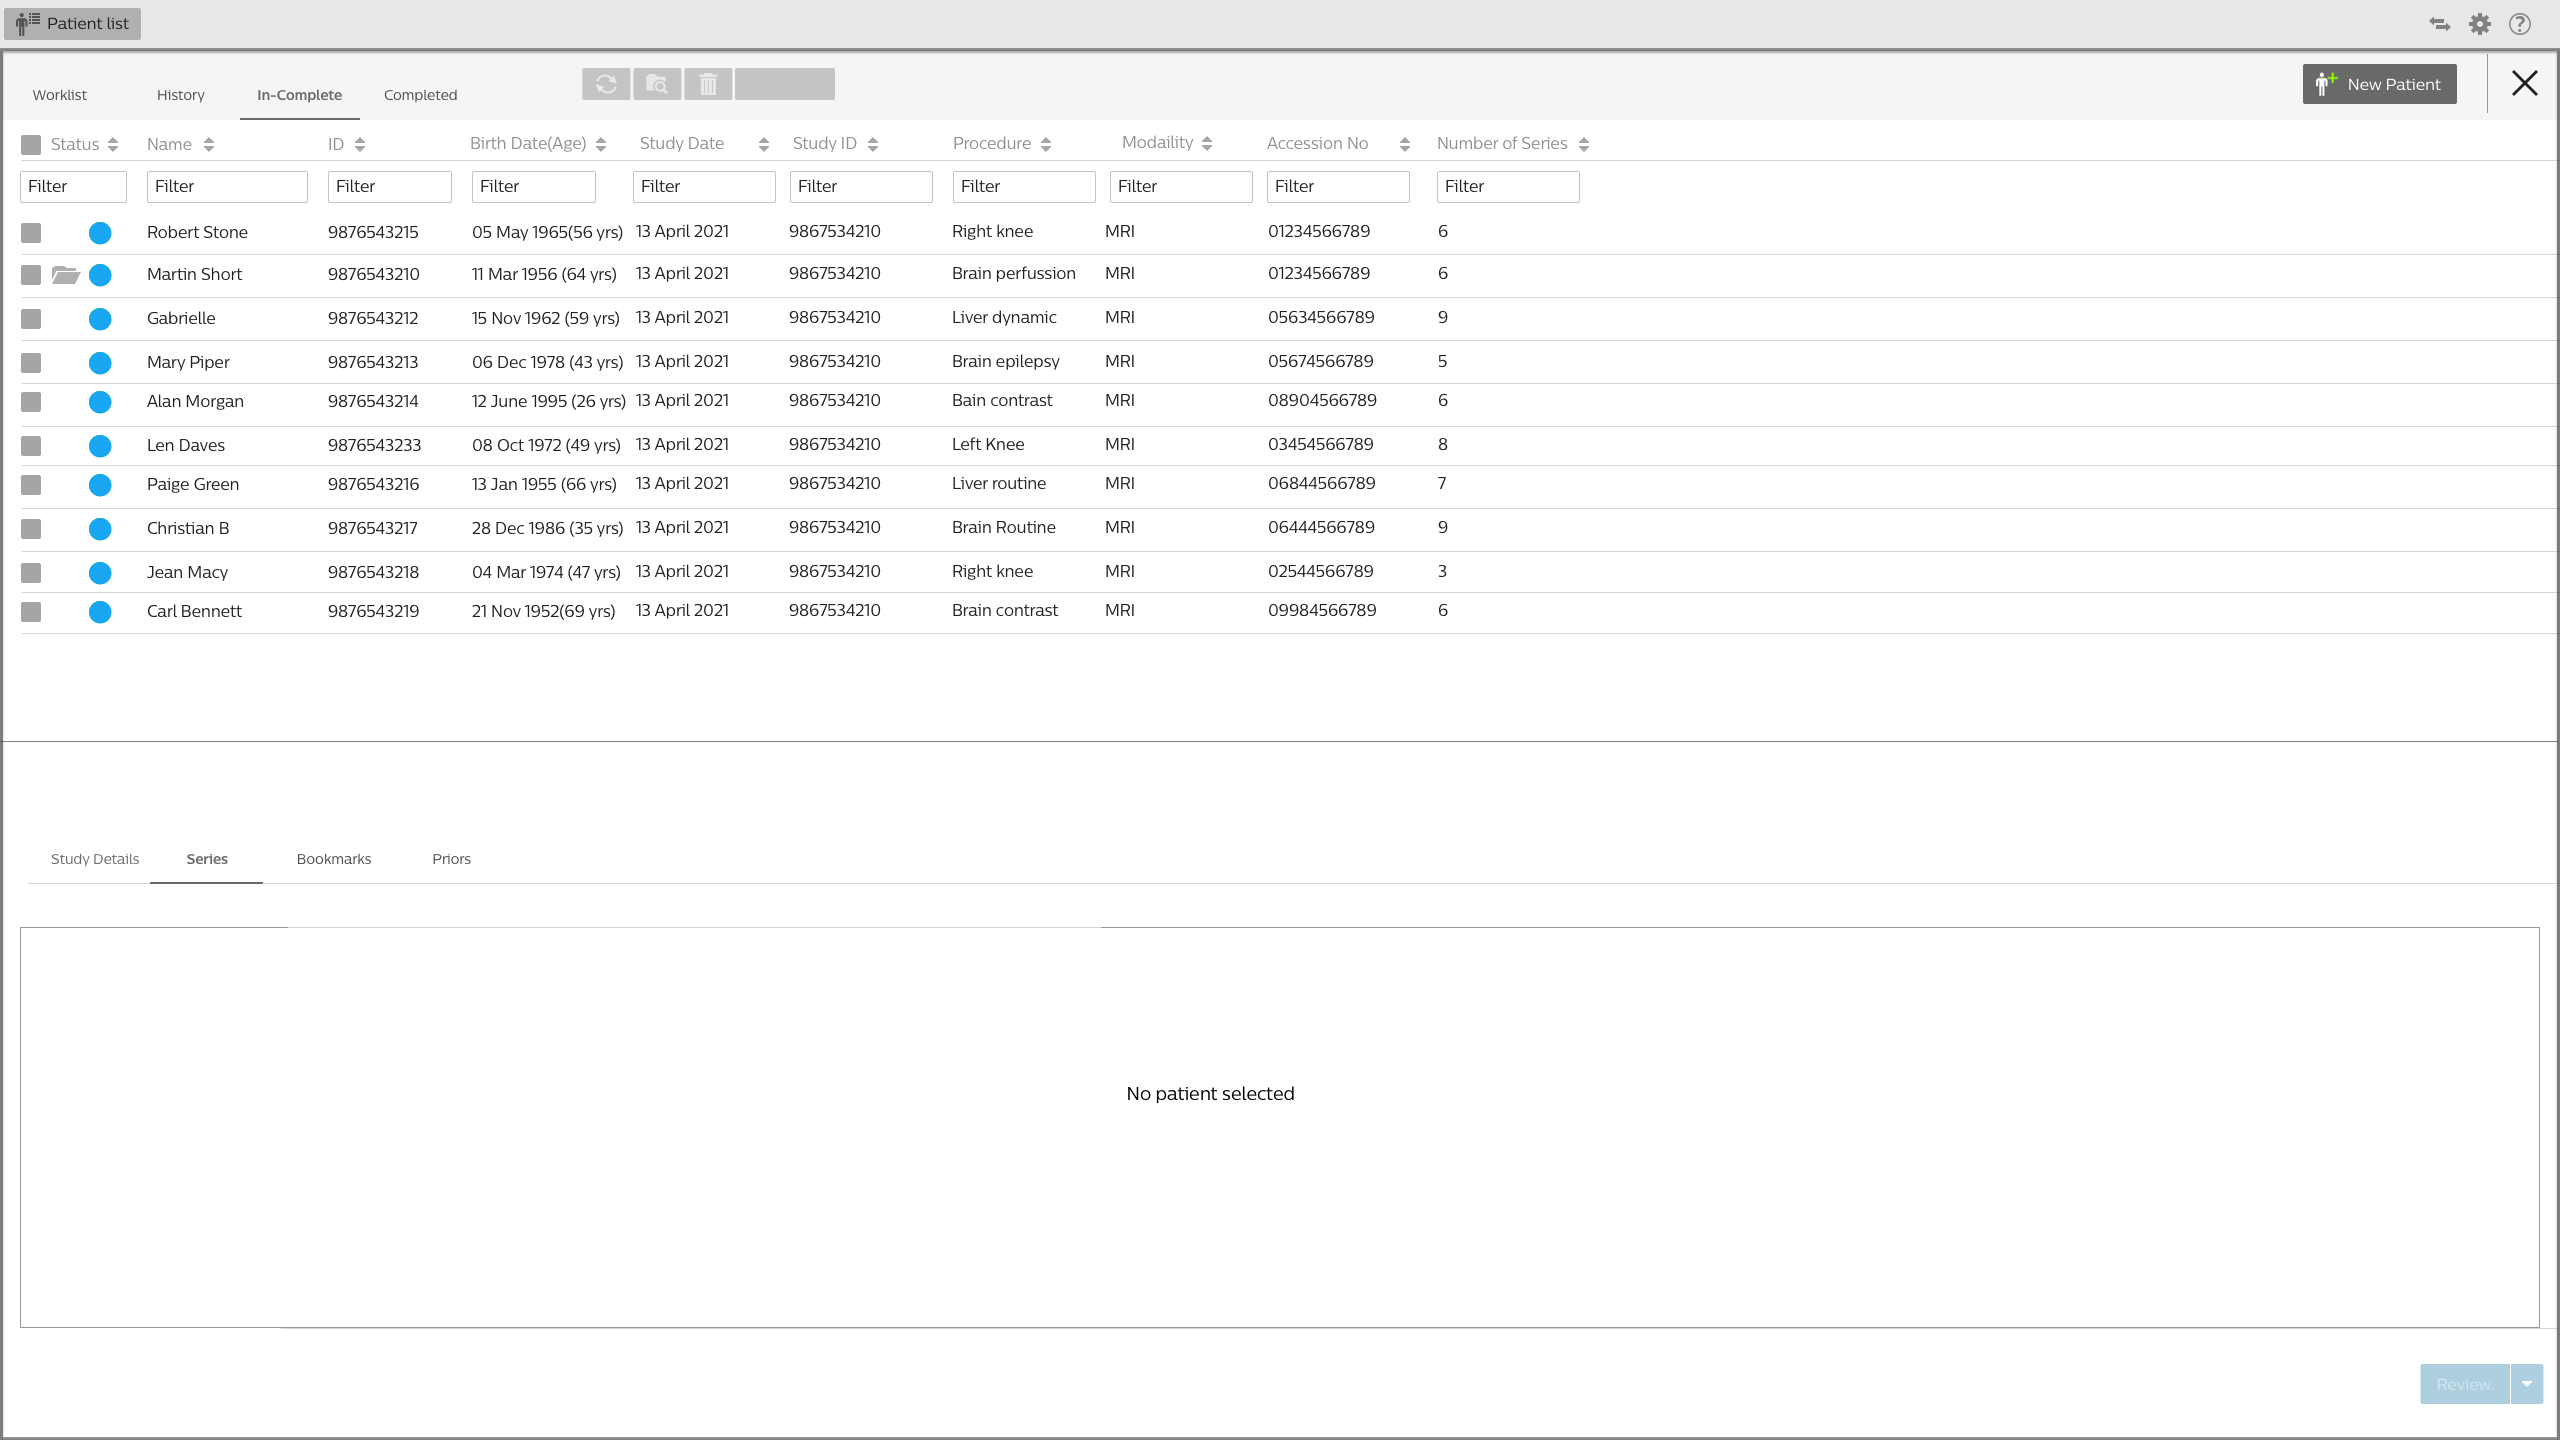 Patient list
Worklist History In-Complete Completed New Patient
Status Name ID Birth Date(Age) Study Date Study ID Procedure Modaility Accession No Number of Series
Filter Filter Filter Filter Filter Filter Filter Filter Filter Filter
Robert Stone 9876543215 05 May 1965(56 yrs) 13 April 2021 9867534210 Right knee MRI 01234566789 6
Martin Short 9876543210 11 Mar 1956 (64 yrs) 13 April 2021 9867534210 Brain perfussion MRI 01234566789 6
Gabrielle 9876543212 15 Nov 1962 (59 yrs) 13 April 2021 9867534210 Liver dynamic MRI 05634566789 9
Mary Piper 9876543213 06 Dec 1978 (43 yrs) 13 April 2021 9867534210 Brain epilepsy MRI 05674566789 5
Alan Morgan 9876543214 12 June 1995 (26 yrs) 13 April 2021 9867534210 Bain contrast MRI 08904566789 6
Len Daves 9876543233 08 Oct 1972 (49 yrs) 13 April 2021 9867534210 Left Knee MRI 03454566789 8
Paige Green 9876543216 13 Jan 1955 (66 yrs) 13 April 2021 9867534210 Liver routine MRI 06844566789 7
Christian B 9876543217 28 Dec 1986 (35 yrs) 13 April 2021 9867534210 Brain Routine MRI 06444566789 9
Jean Macy 9876543218 04 Mar 1974 (47 yrs) 13 April 2021 9867534210 Right knee MRI 02544566789 3
Carl Bennett 9876543219 21 Nov 1952(69 yrs) 13 April 2021 9867534210 Brain contrast MRI 09984566789 6
Study Details Series Bookmarks Priors
No patient selected
Review.